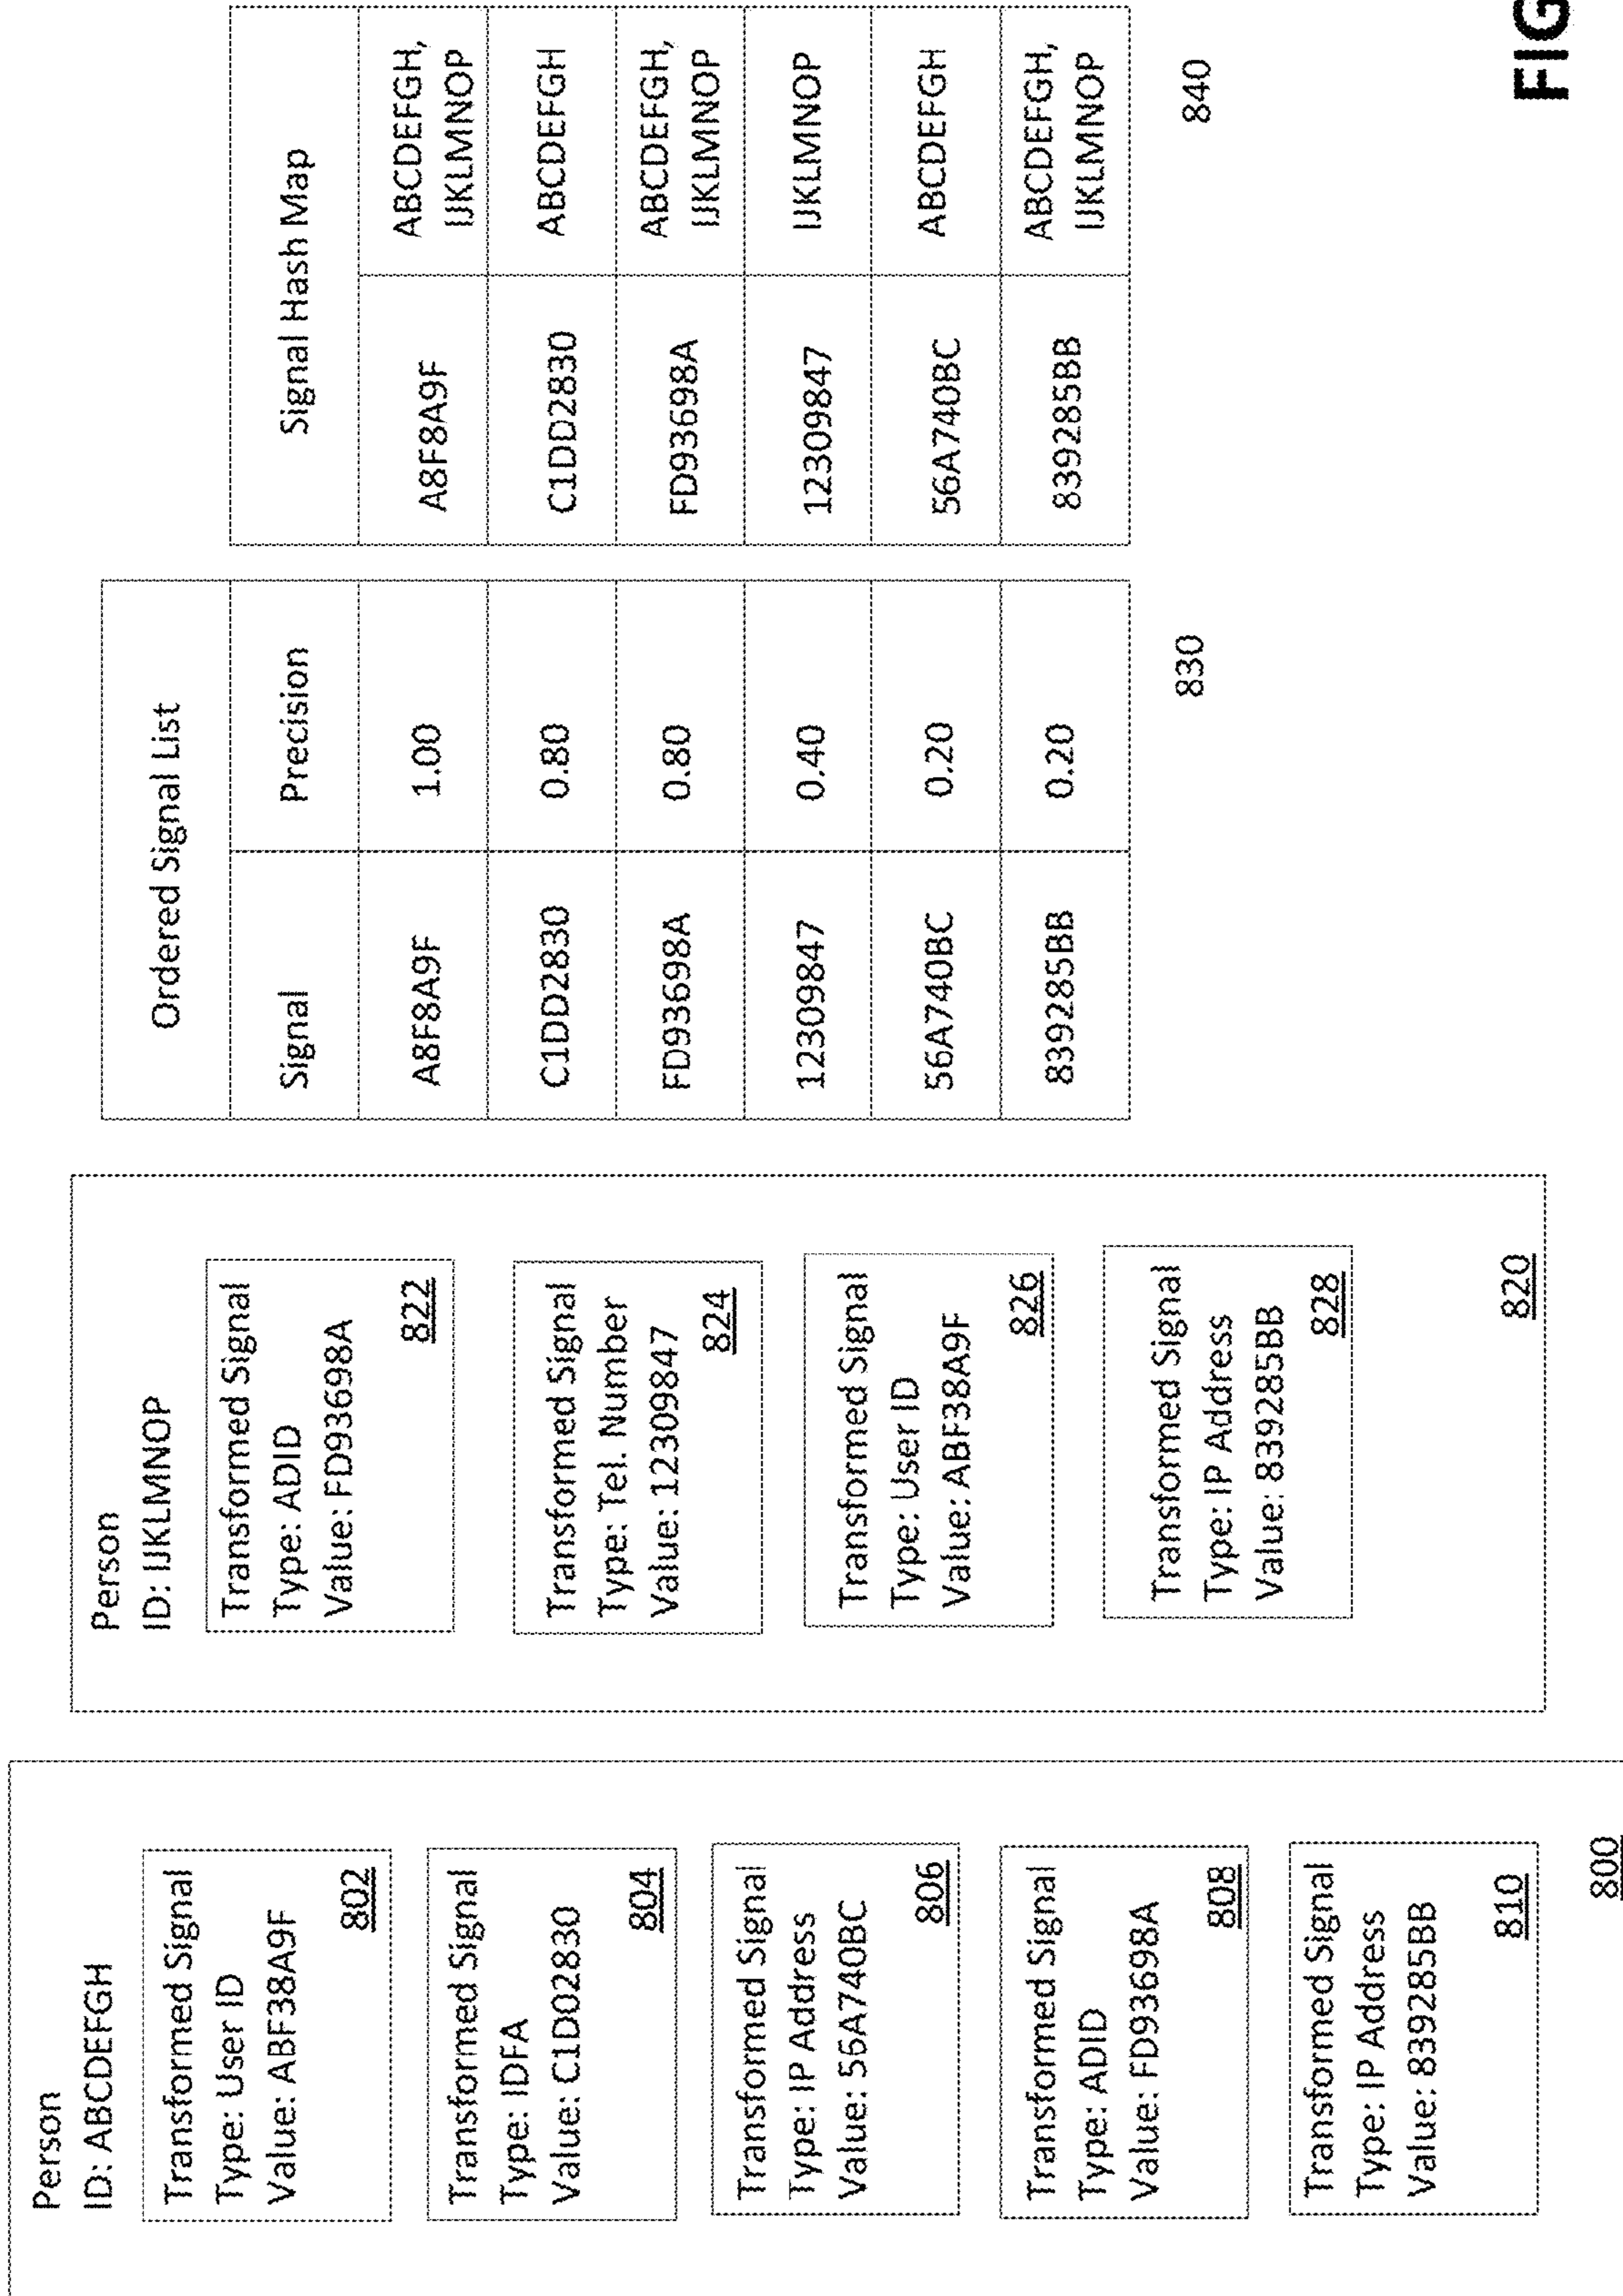 Person
ID: ABCDEFGH
Transformed Signal
Type: User ID
Value: ABF38A9F
802
Transformed Signal
Type: IDFA
Value: C1D02830
804
Transformed Signal
Type: IP Address
Value: 56A740BC
806
Transformed Signal
Type: ADID
Value: FD93698A
808
Transformed Signal
Type: IP Address
Value: 839285BB
810
800
Person
ID: IJKLMNOP
Transformed Signal
Type: ADID
Value: FD93698A
822
Transformed Signal
Type: Tel. Number
Value: 12309847
824
Transformed Signal
Type: User ID
Value: ABF38A9F
826
Transformed Signal
Type: IP Address
Value: 839285BB
828
820
Ordered Signal List
Signal Precision
A8F8A9F 1.00
C1DD2830 0.80
FD93698A 0.80
12309847 0.40
56A740BC 0.20
839285BB 0.20
830
Signal Hash Map
A8F8A9F ABCDEFGH,
IJKLMNOP
C1DD2830 ABCDEFGH
FD93698A ABCDEFGH,
IJKLMNOP
12309847 IJKLMNOP
56A740BC ABCDEFGH
839285BB ABCDEFGH,
IJKLMNOP
840
FIG